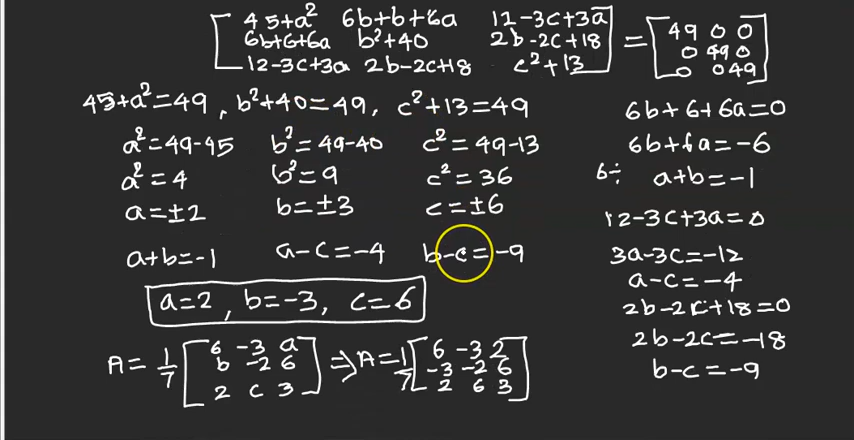 [45+a² 6b+b+6a 12-3c+3a
6b+6+6a b²+40 2b-2c+18
12-3c+3a 2b-2c+18 c²+13] = [49 0 0
0 49 0
0 0 49]
45+a²=49, b²+40=49, c²+13=49
a²=49-45 b²=49-40 c²=49-13
a²=4 b²=9 c²=36
a=±2 b=±3 c=±6
a+b=-1 a-c=-4 b-c=-9
a=2, b=-3, c=6
A= 1/7 [6 -3 a
b -2 6
2 c 3] ⇒ A= 1/7 [6 -3 2
-3 -2 6
2 6 3]
6b+6+6a=0
6b+6a=-6
6÷ a+b=-1
12-3c+3a=0
3a-3c=-12
a-c=-4
2b-2c+18=0
2b-2c=-18
b-c=-9